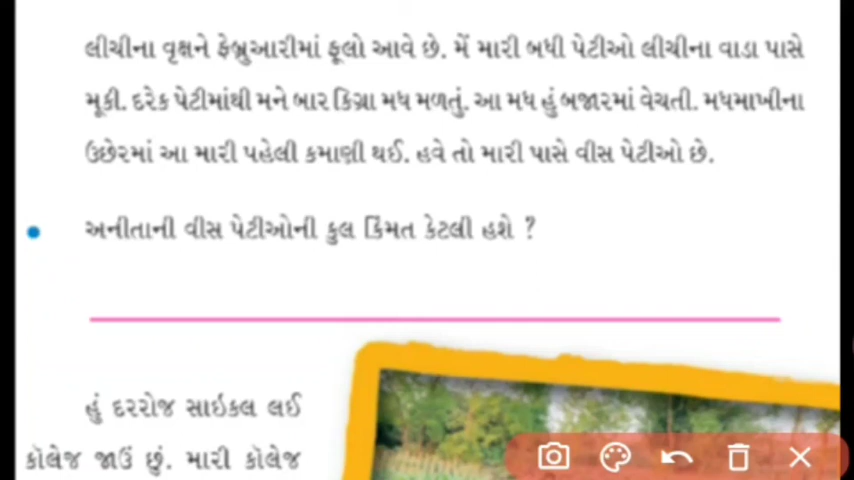 લીચીના વૃક્ષને ફેબ્રુઆરીમાં ફૂલો આવે છે. મેં મારી બધી પેટીઓ લીચીના વાડા પાસે
મૂકી. દરેક પેટીમાંથી મને બાર કિગ્રા મધ મળતું. આ મધ હું બજારમાં વેચતી. મધમાખીના
ઉછેરમાં આ મારી પહેલી કમાણી થઈ. હવે તો મારી પાસે વીસ પેટીઓ છે.
અનીતાની વીસ પેટીઓની કુલ કિંમત કેટલી હશે ?
હું દરરોજ સાઇકલ લઈ
કૉલેજ જાઉં છું. મારી કૉલેજ